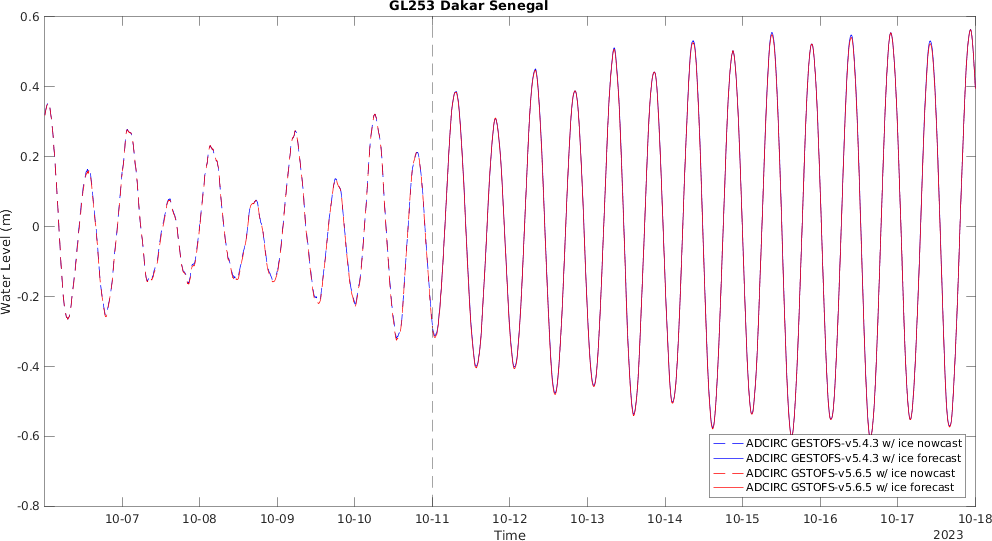 GL253 Dakar Senegal
0.6
0.4
0.2
0
-0.2
-0.4
-0.6
-0.8
Water Level (m)
ADCIRC GESTOFS-v5.4.3 w/ ice nowcast
ADCIRC GESTOFS-v5.4.3 w/ ice forecast
ADCIRC GSTOFS-v5.6.5 w/ ice nowcast
ADCIRC GSTOFS-v5.6.5 w/ ice forecast
10-07 10-08 10-09 10-10 10-11 10-12 10-13 10-14 10-15 10-16 10-17 10-18
Time
2023